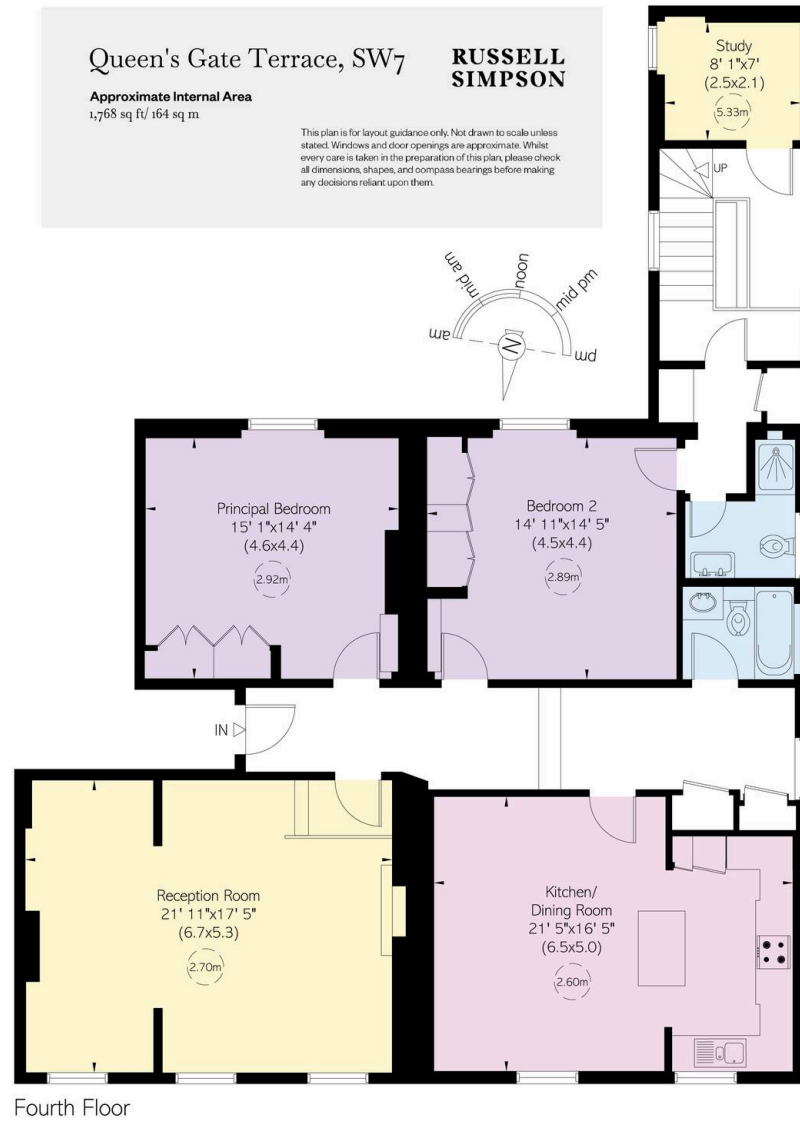 Queen's Gate Terrace, SW7
RUSSELL
SIMPSON
Approximate Internal Area
1,768 sq ft/ 164 sq m
This plan is for layout guidance only. Not drawn to scale unless
stated. Windows and door openings are approximate. Whilst
every care is taken in the preparation of this plan, please check
all dimensions, shapes, and compass bearings before making
any decisions reliant upon them.
Study
8' 1"x7'
(2.5x2.1)
5.33m
UP
am
mid am
noon
mid pm
pm
N
Principal Bedroom
15' 1"x14' 4"
(4.6x4.4)
2.92m
Bedroom 2
14' 11"x14' 5"
(4.5x4.4)
2.89m
IN
Reception Room
21' 11"x17' 5"
(6.7x5.3)
2.70m
Kitchen/
Dining Room
21' 5"x16' 5"
(6.5x5.0)
2.60m
Fourth Floor